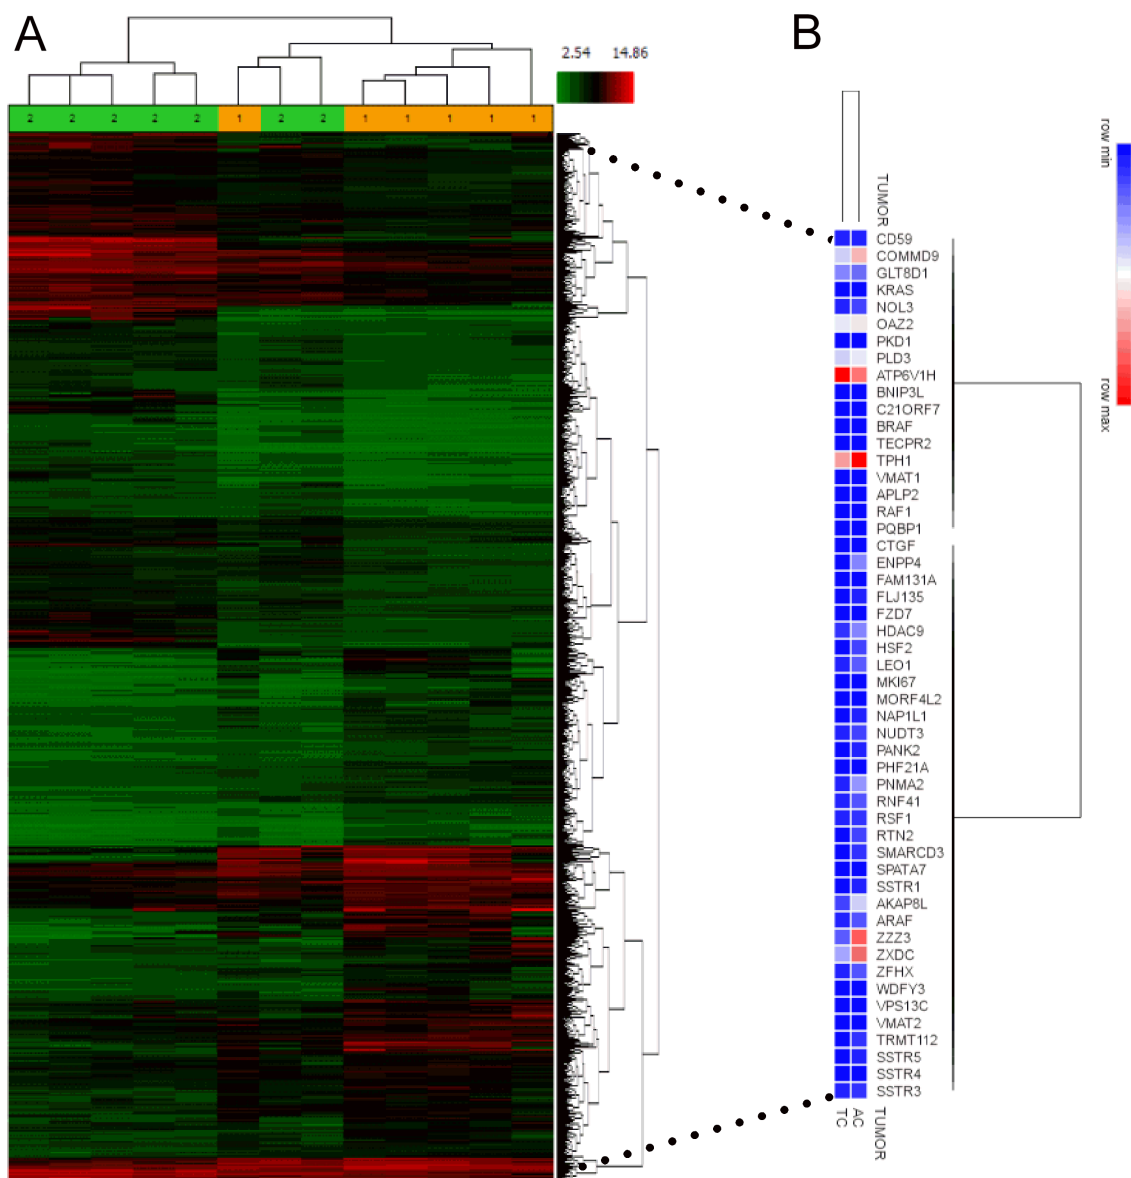 A
B
2.54 14.86
2 2 2 2 2 1 2 2 1 1 1 1 1
row min
row max
TUMOR
CD59
COMMD9
GLT8D1
KRAS
NOL3
OAZ2
PKD1
PLD3
ATP6V1H
BNIP3L
C21ORF7
BRAF
TECPR2
TPH1
VMAT1
APLP2
RAF1
PQBP1
CTGF
ENPP4
FAM131A
FLJ135
FZD7
HDAC9
HSF2
LEO1
MKI67
MORF4L2
NAP1L1
NUDT3
PANK2
PHF21A
PNMA2
RNF41
RSF1
RTN2
SMARCD3
SPATA7
SSTR1
AKAP8L
ARAF
ZZZ3
ZXDC
ZFHX
WDFY3
VPS13C
VMAT2
TRMT112
SSTR5
SSTR4
SSTR3
TC
AC
TUMOR